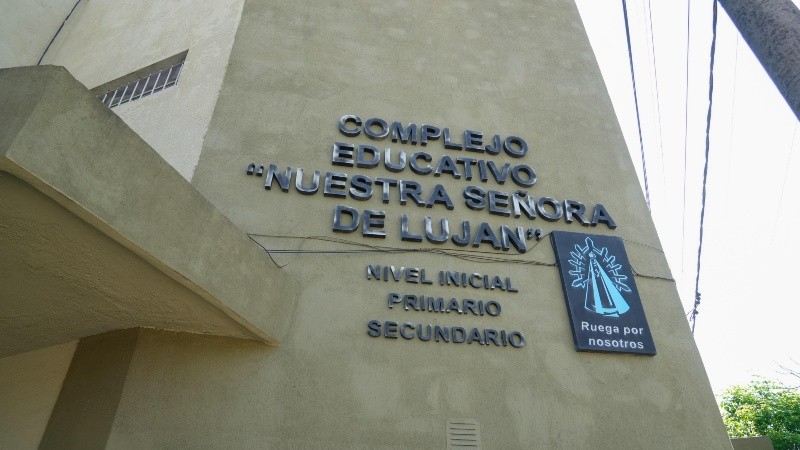 COMPLEJO
EDUCATIVO
“NUESTRA SEÑORA
DE LUJAN”
NIVEL INICIAL
PRIMARIO
SECUNDARIO
Ruega por
nosotros